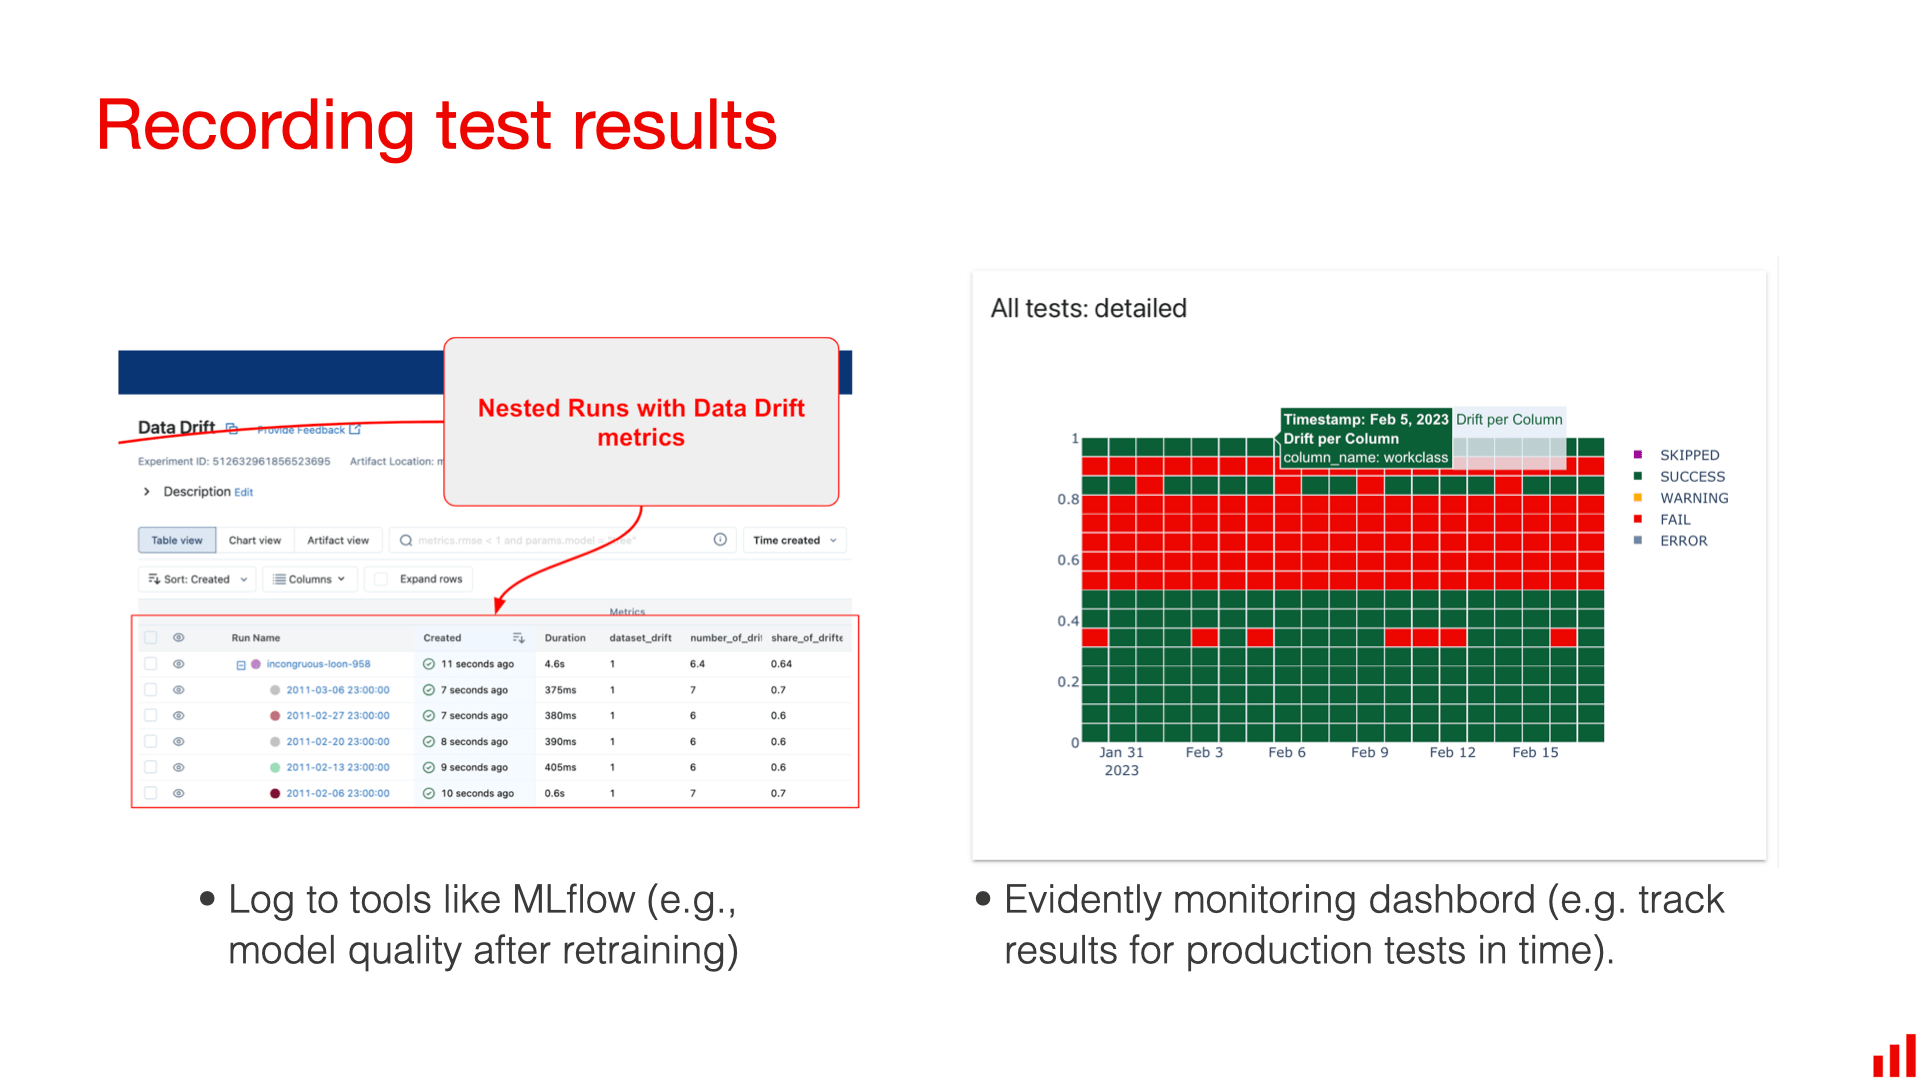 Recording test results
Nested Runs with Data Drift
metrics
Data Drift
Provide Feedback
Experiment ID: 512632961856523695 Artifact Location:
Description Edit
Table view Chart view Artifact view metrics.rmse < 1 and params.model = "tree" Time created
Sort: Created Columns Expand rows
Metrics
Run Name Created Duration dataset_drift number_of_dri share_of_drifte
incongruous-loon-958 11 seconds ago 4.6s 1 6.4 0.64
2011-03-06 23:00:00 7 seconds ago 375ms 1 7 0.7
2011-02-27 23:00:00 7 seconds ago 380ms 1 6 0.6
2011-02-20 23:00:00 8 seconds ago 390ms 1 6 0.6
2011-02-13 23:00:00 9 seconds ago 405ms 1 6 0.6
2011-02-06 23:00:00 10 seconds ago 0.6s 1 7 0.7
Log to tools like MLflow (e.g.,
model quality after retraining)
All tests: detailed
Timestamp: Feb 5, 2023 Drift per Column
Drift per Column
column_name: workclass
1
0.8
0.6
0.4
0.2
0
Jan 31 Feb 3 Feb 6 Feb 9 Feb 12 Feb 15
2023
SKIPPED
SUCCESS
WARNING
FAIL
ERROR
Evidently monitoring dashbord (e.g. track
results for production tests in time).